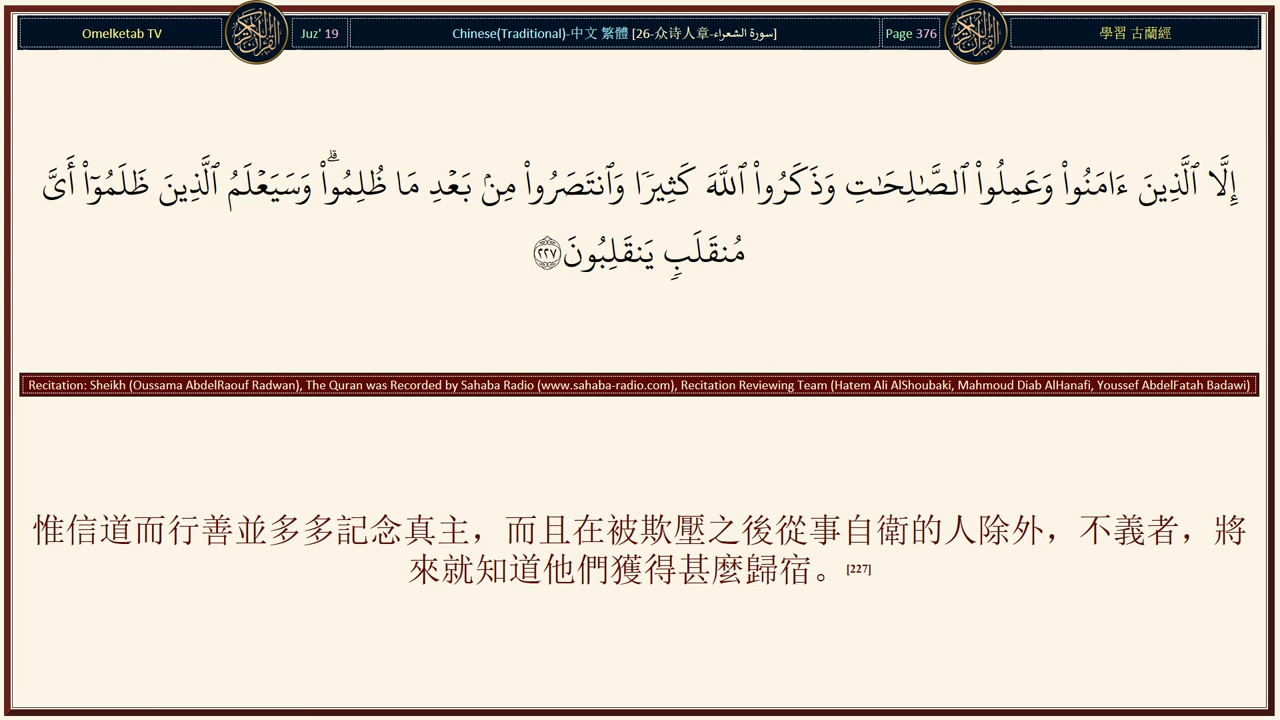 Omelketab TV
Juz' 19
Chinese(Traditional)-中文 繁體 [26-众诗人章-سورة الشعراء]
Page 376
學習 古蘭經
إِلَّا ٱلَّذِينَ ءَامَنُوا۟ وَعَمِلُوا۟ ٱلصَّـٰلِحَـٰتِ وَذَكَرُوا۟ ٱللَّهَ كَثِيرًۭا وَٱنتَصَرُوا۟ مِنۢ بَعْدِ مَا ظُلِمُوا۟ ۗ وَسَيَعْلَمُ ٱلَّذِينَ ظَلَمُوٓا۟ أَىَّ
مُنقَلَبٍۢ يَنقَلِبُونَ ٢٢٧
Recitation: Sheikh (Oussama AbdelRaouf Radwan), The Quran was Recorded by Sahaba Radio (www.sahaba-radio.com), Recitation Reviewing Team (Hatem Ali AlShoubaki, Mahmoud Diab AlHanafi, Youssef AbdelFatah Badawi)
惟信道而行善並多多記念真主，而且在被欺壓之後從事自衛的人除外，不義者，將
來就知道他們獲得甚麼歸宿。[227]